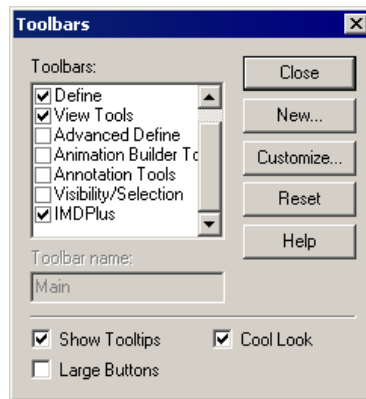 Toolbars
Toolbars:
Close
Define
View Tools
Advanced Define
Animation Builder To
Annotation Tools
Visibility/Selection
IMDPlus
New...
Customize...
Reset
Help
Toolbar name:
Main
Show Tooltips
Cool Look
Large Buttons